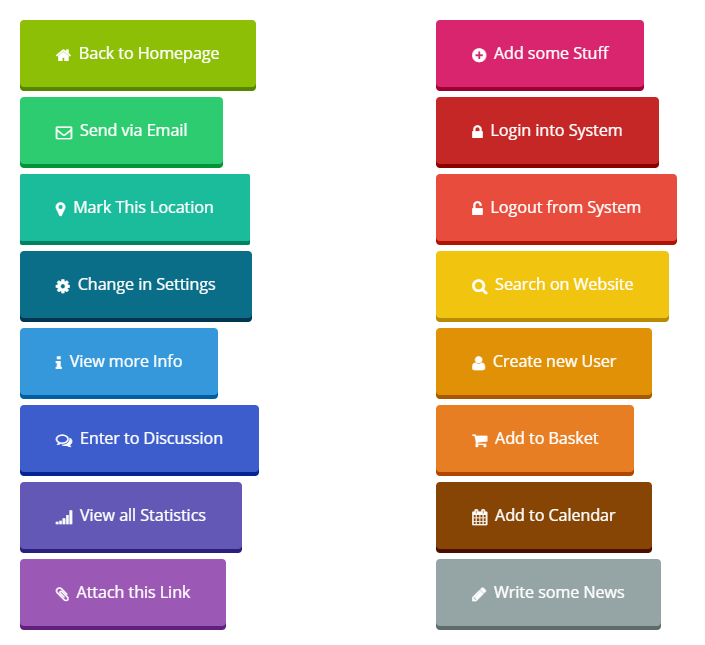 Back to Homepage
Send via Email
Mark This Location
Change in Settings
View more Info
Enter to Discussion
View all Statistics
Attach this Link
Add some Stuff
Login into System
Logout from System
Search on Website
Create new User
Add to Basket
Add to Calendar
Write some News